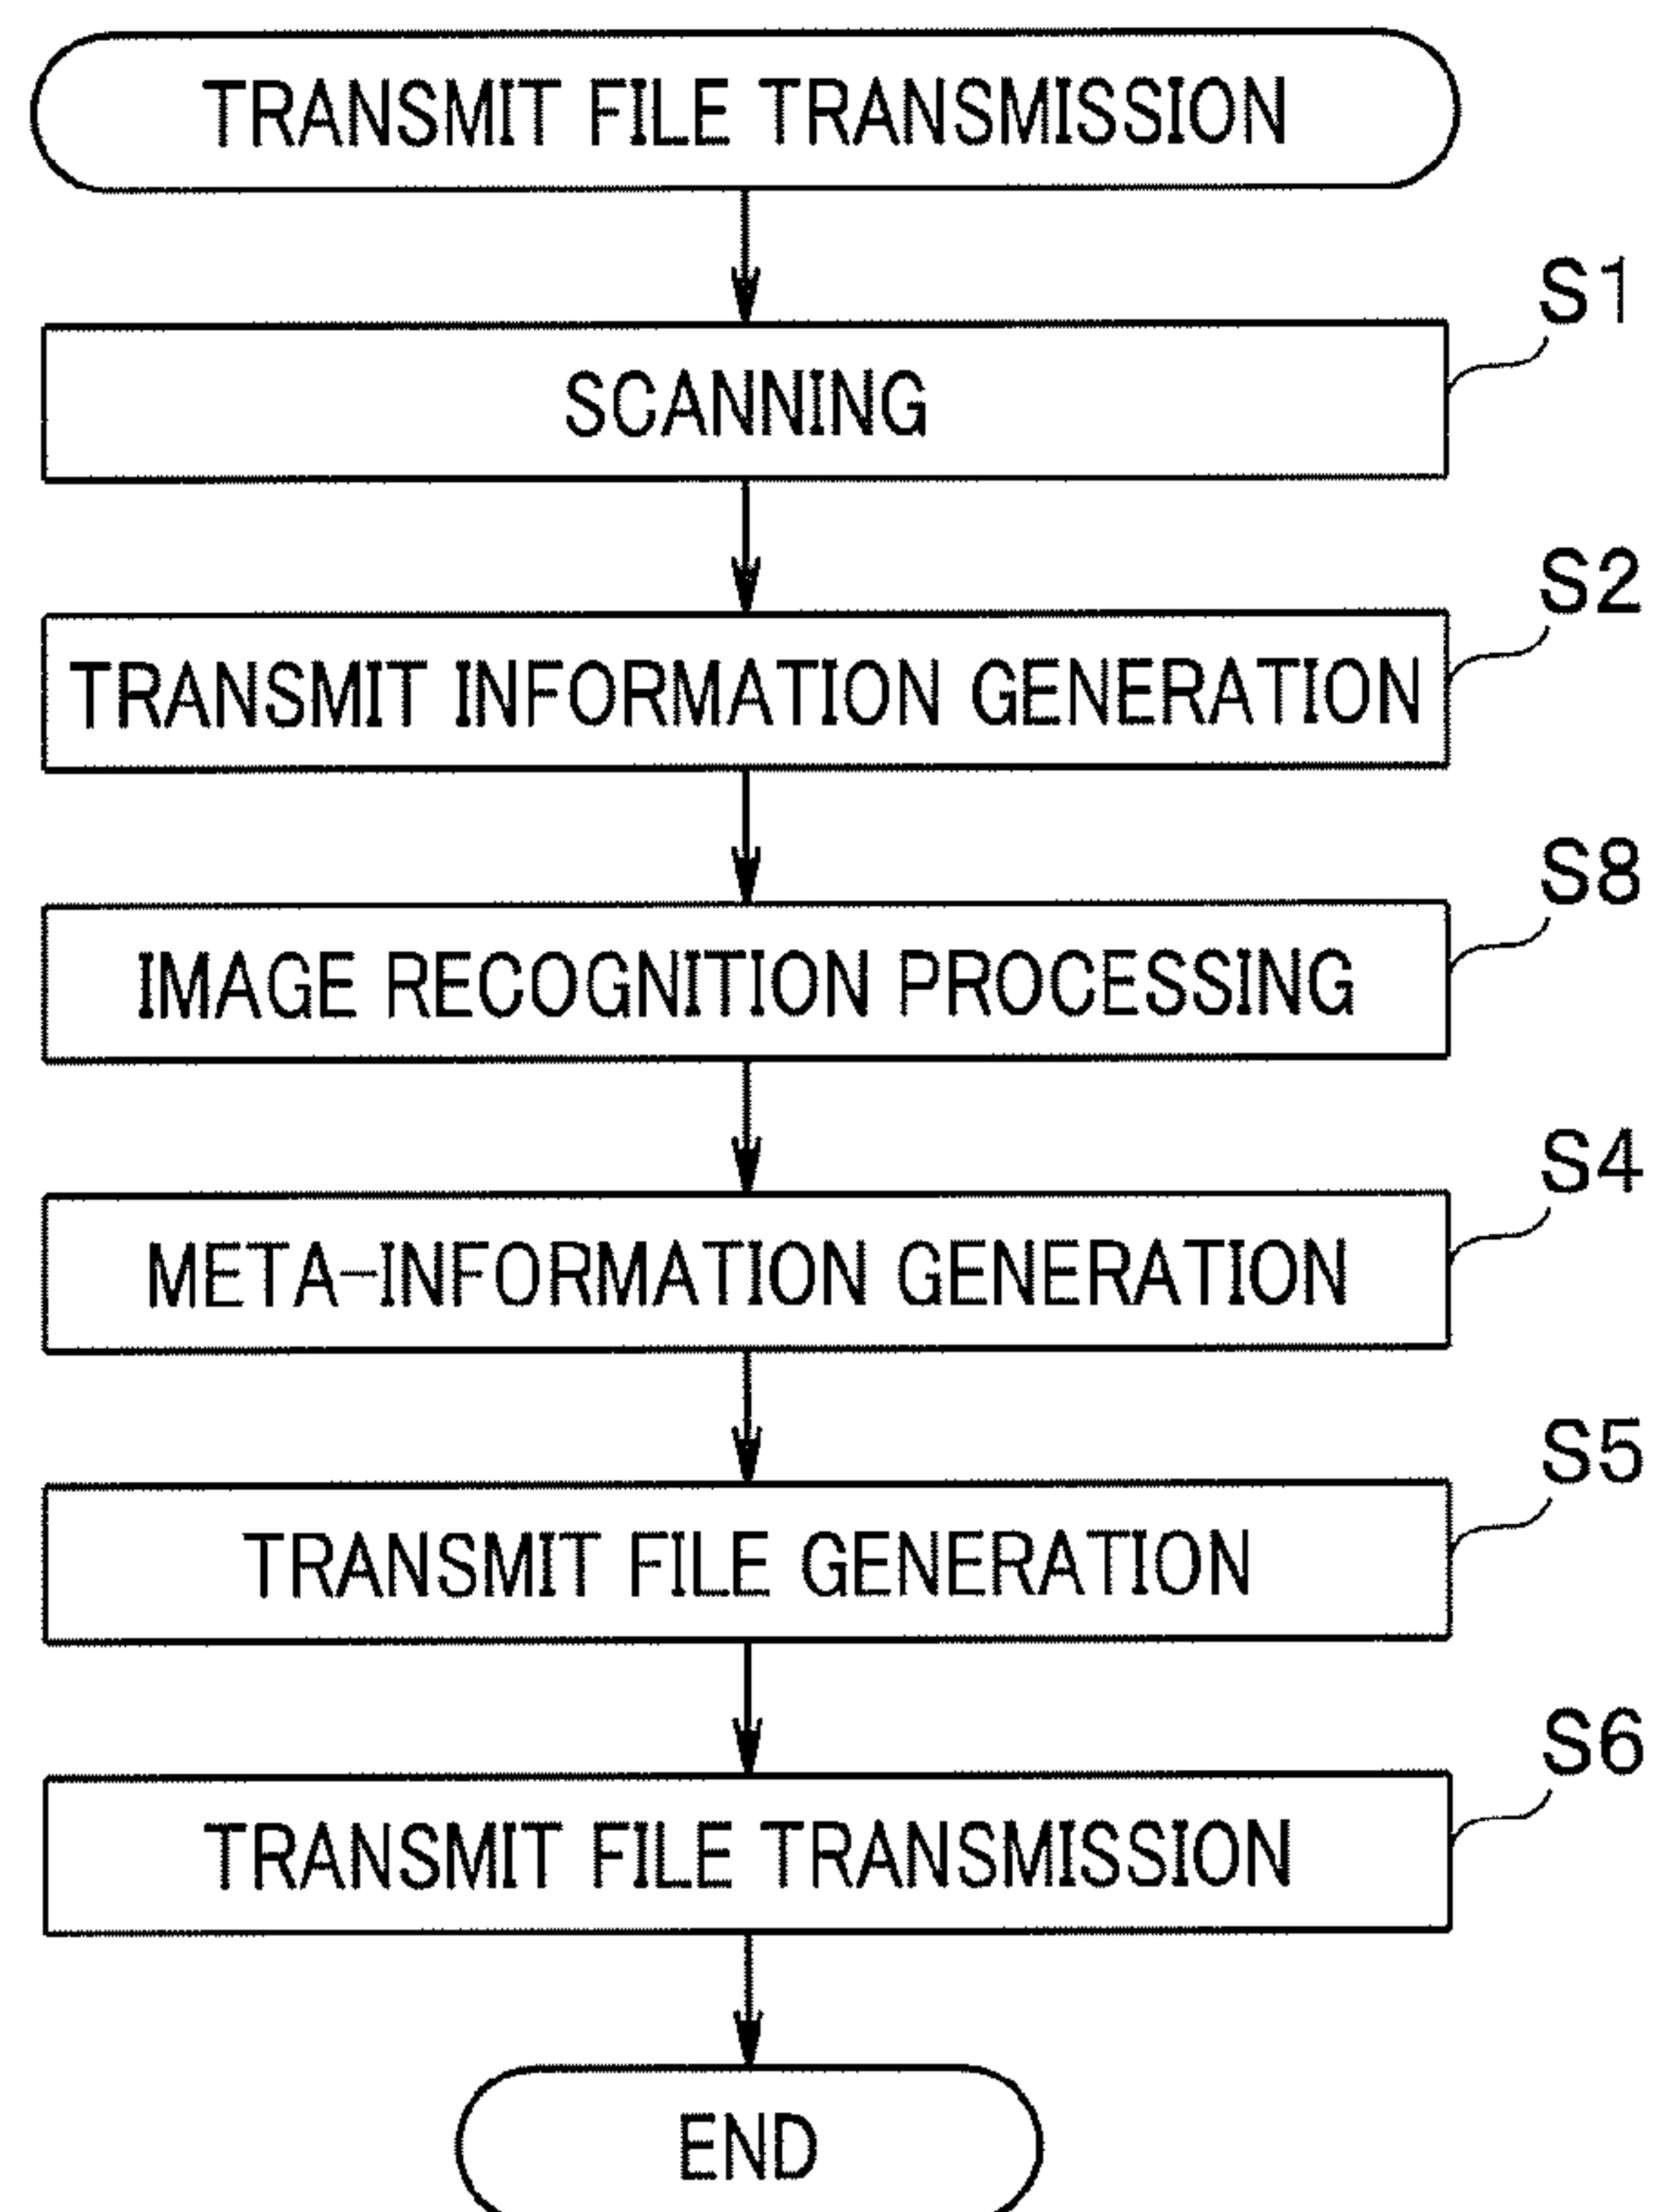 TRANSMIT FILE TRANSMISSION
S1
SCANNING
S2
TRANSMIT INFORMATION GENERATION
S8
IMAGE RECOGNITION PROCESSING
S4
META-INFORMATION GENERATION
S5
TRANSMIT FILE GENERATION
S6
TRANSMIT FILE TRANSMISSION
END